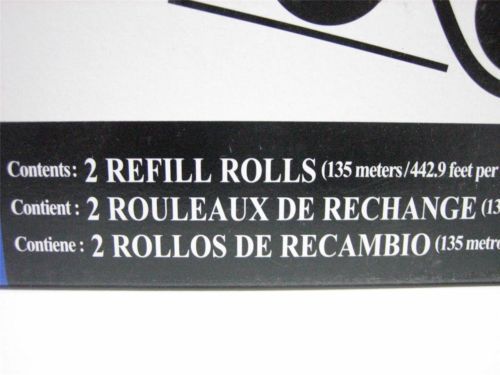 Contents: 2 REFILL ROLLS (135 meters/442.9 feet per
Contient : 2 ROULEAUX DE RECHANGE (13
Contiene : 2 ROLLOS DE RECAMBIO (135 metro